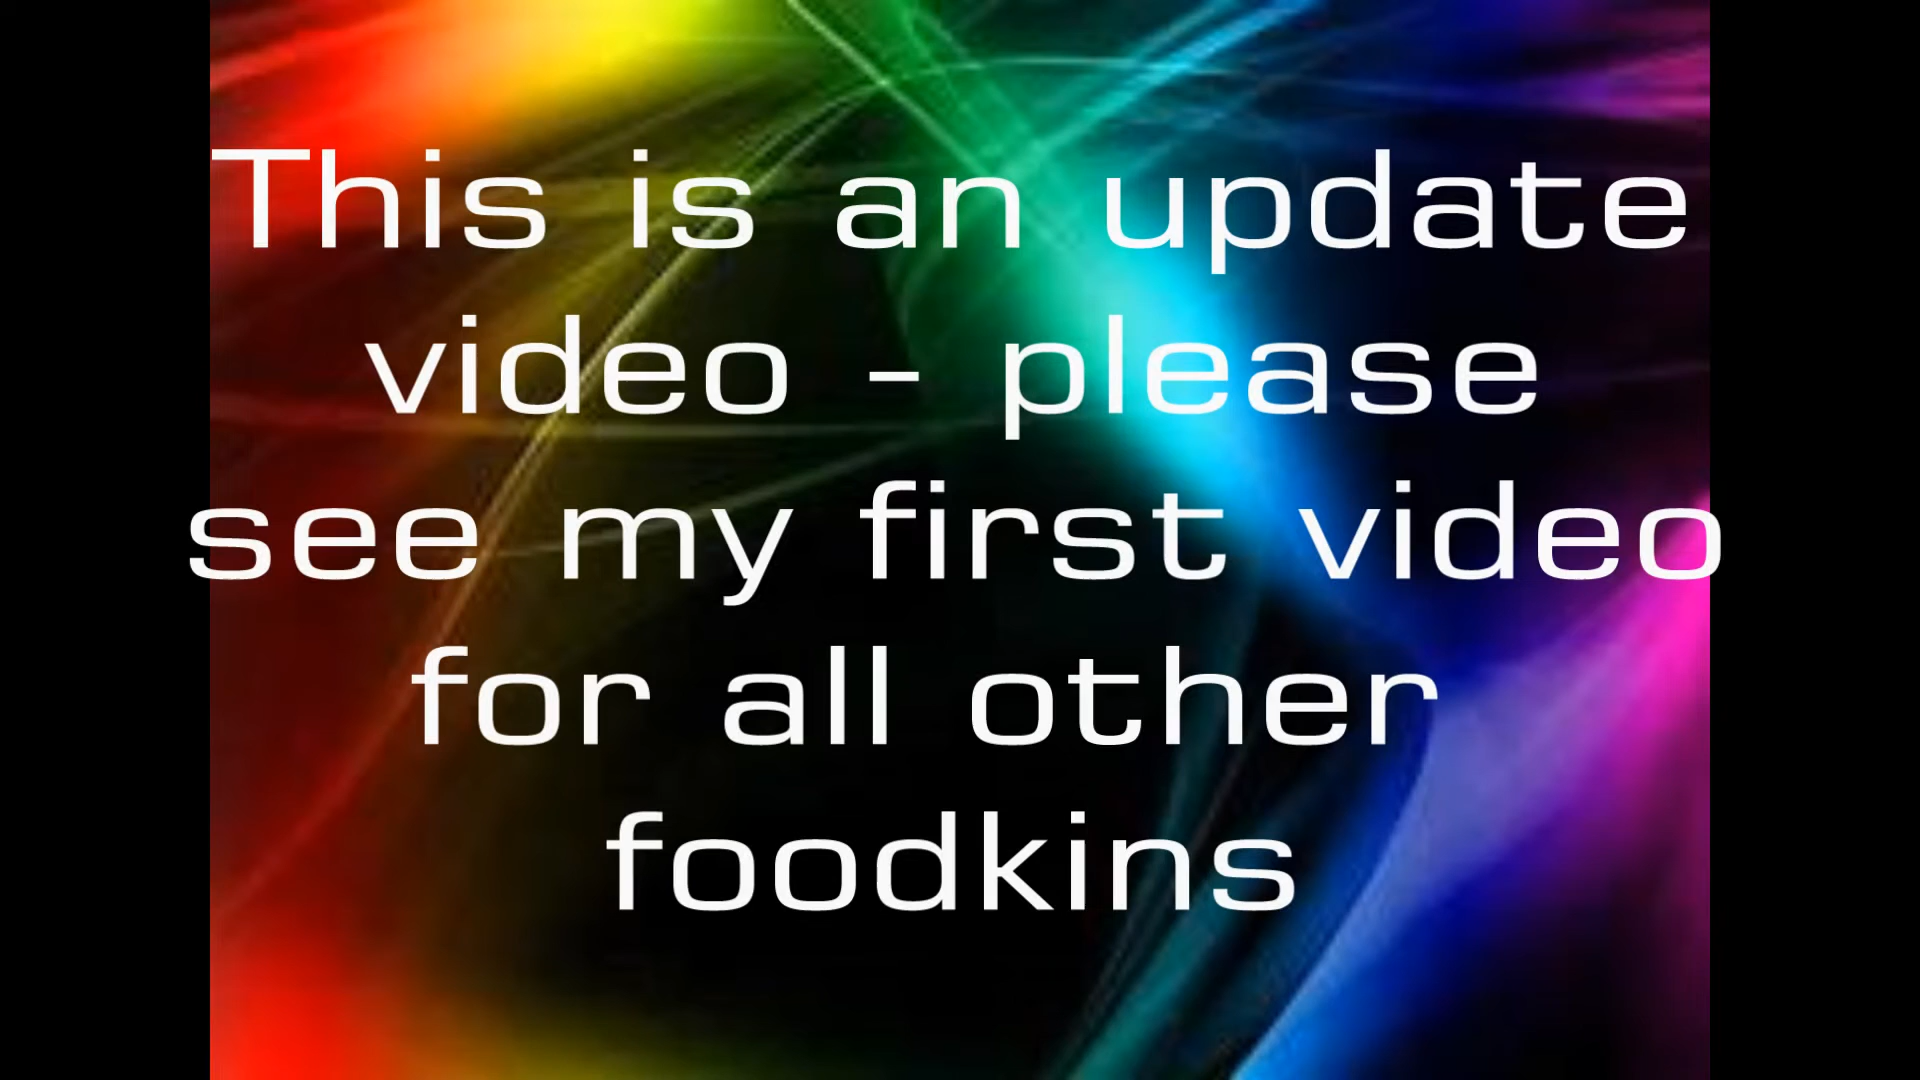 This is an update
video - please
see my first video
for all other
foodkins